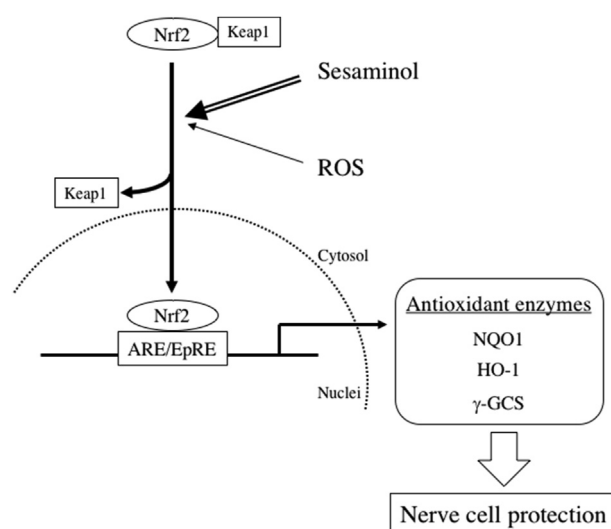 Nrf2
Keap1
Sesaminol
ROS
Keap1
Cytosol
Nrf2
ARE/EpRE
Nuclei
Antioxidant enzymes
NQO1
HO-1
γ-GCS
Nerve cell protection